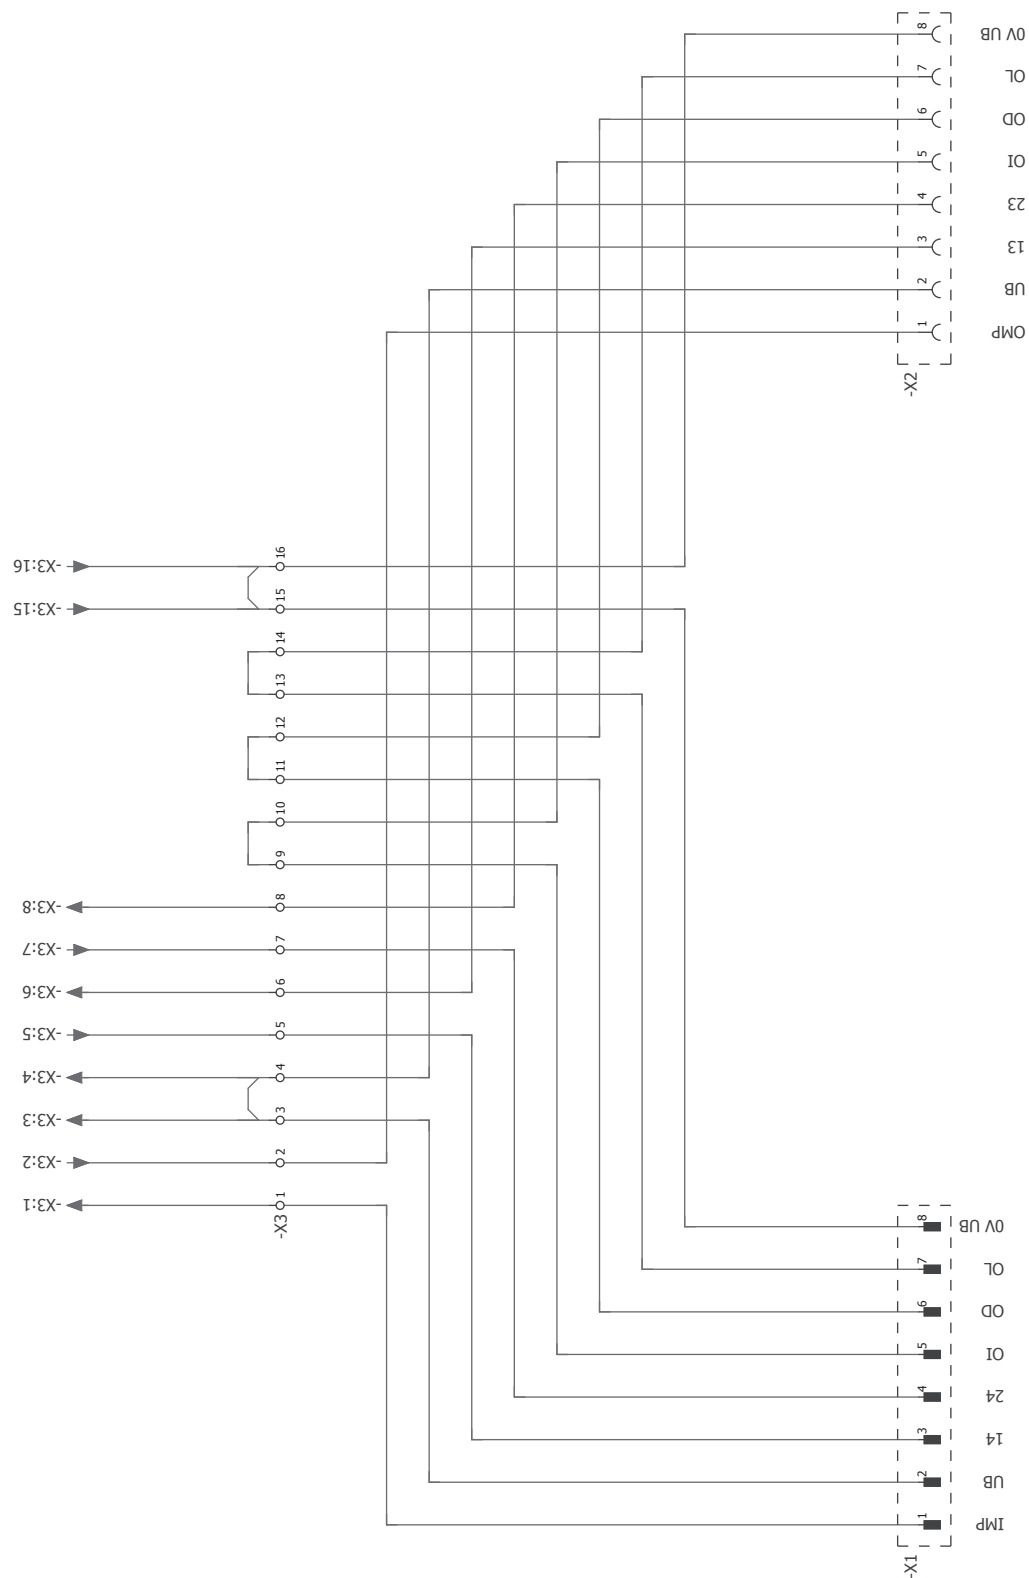 8 0V UB
7 OL
6 OD
5 OI
4 23
3 13
2 UB
1 OMP
-X2
-X3:16 16
-X3:15 15
14
13
12
11
10
9
-X3:8 8
-X3:7 7
-X3:6 6
-X3:5 5
-X3:4 4
-X3:3 3
-X3:2 2
-X3:1 1
-X3
8 0V UB
7 OL
6 OD
5 OI
4 24
3 14
2 UB
1 IMP
-X1